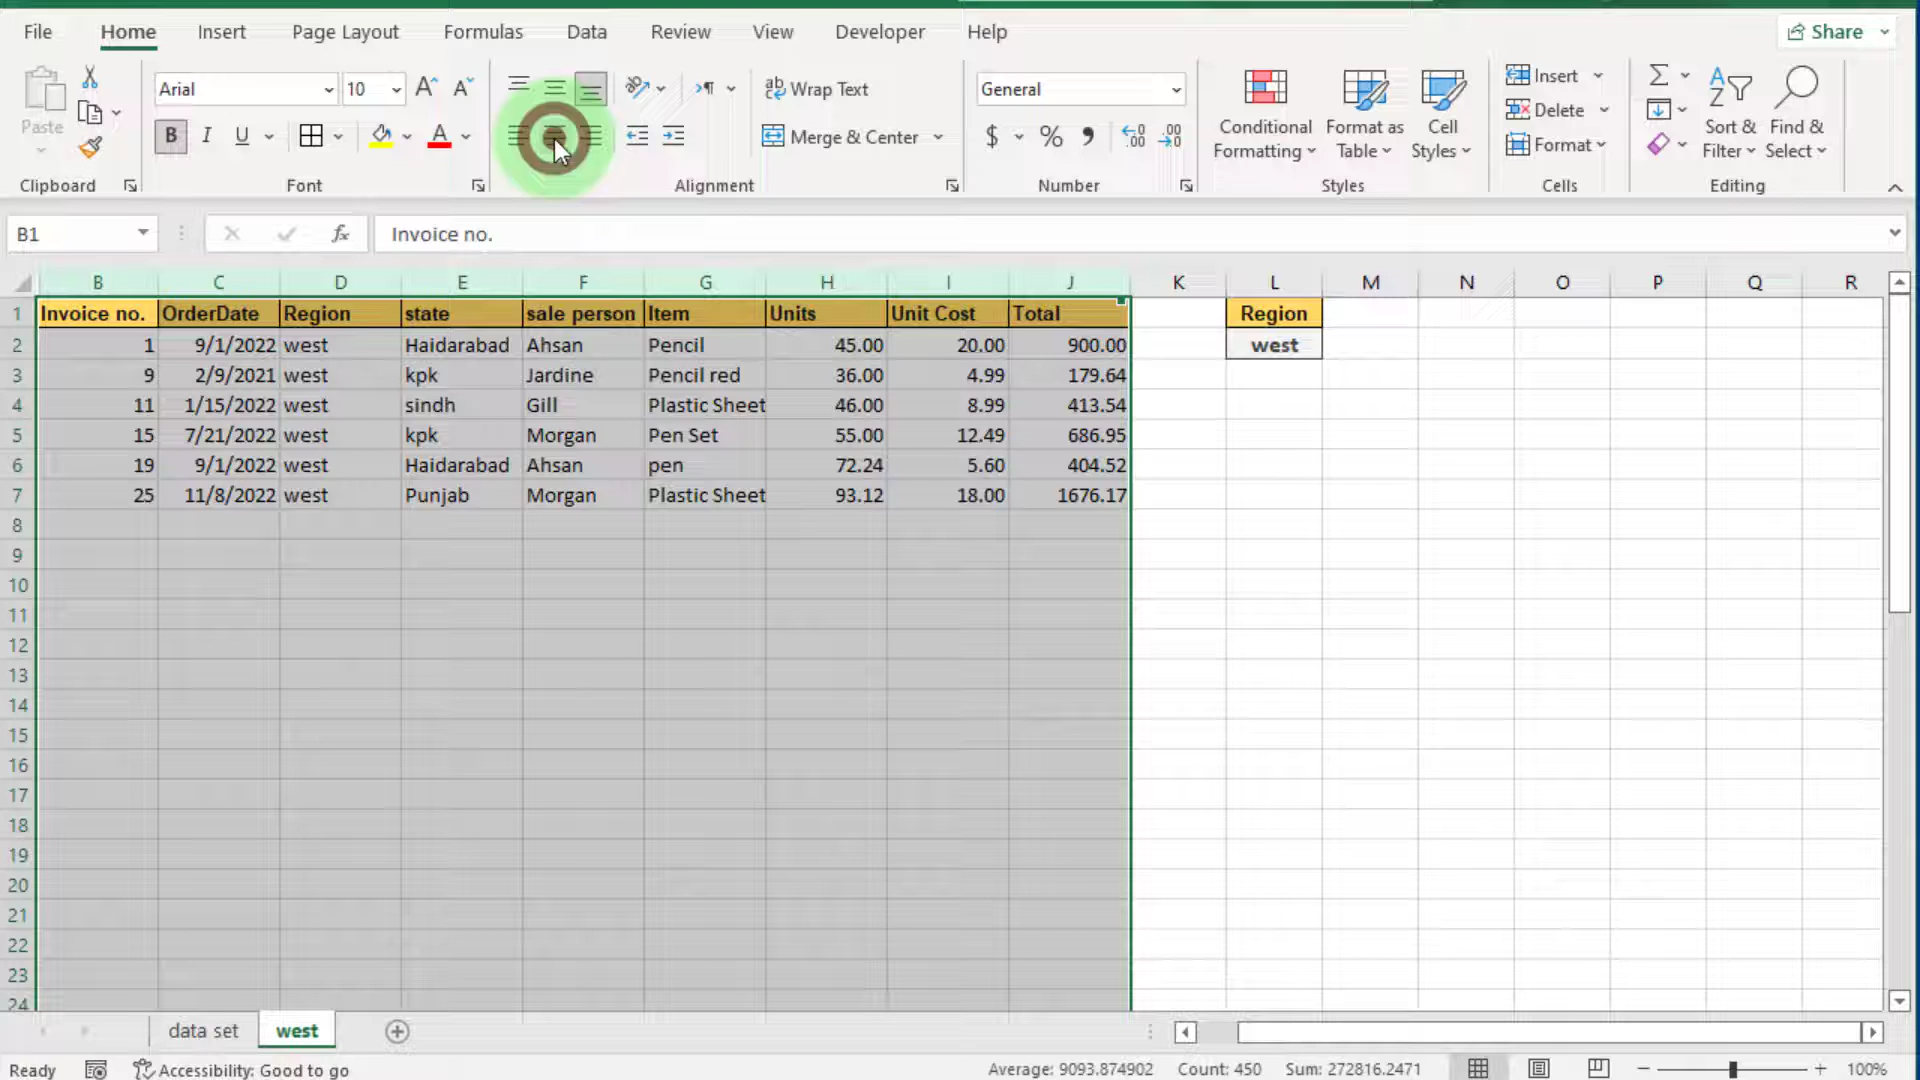 File Home Insert Page Layout Formulas Data Review View Developer Help Share
Arial 10 Wrap Text General Insert
Paste B I U Merge & Center $ % Conditional Formatting Format as Table Cell Styles Delete Format Sort & Filter Find & Select
Clipboard Font Alignment Number Styles Cells Editing
B1 fx Invoice no.
B C D E F G H I J K L M N O P Q R
1 Invoice no. OrderDate Region state sale person Item Units Unit Cost Total Region
2 1 9/1/2022 west Haidarabad Ahsan Pencil 45.00 20.00 900.00 west
3 9 2/9/2021 west kpk Jardine Pencil red 36.00 4.99 179.64
4 11 1/15/2022 west sindh Gill Plastic Sheet 46.00 8.99 413.54
5 15 7/21/2022 west kpk Morgan Pen Set 55.00 12.49 686.95
6 19 9/1/2022 west Haidarabad Ahsan pen 72.24 5.60 404.52
7 25 11/8/2022 west Punjab Morgan Plastic Sheet 93.12 18.00 1676.17
8
9
10
11
12
13
14
15
16
17
18
19
20
21
22
23
24
data set west
Ready Accessibility: Good to go Average: 9093.874902 Count: 450 Sum: 272816.2471 100%